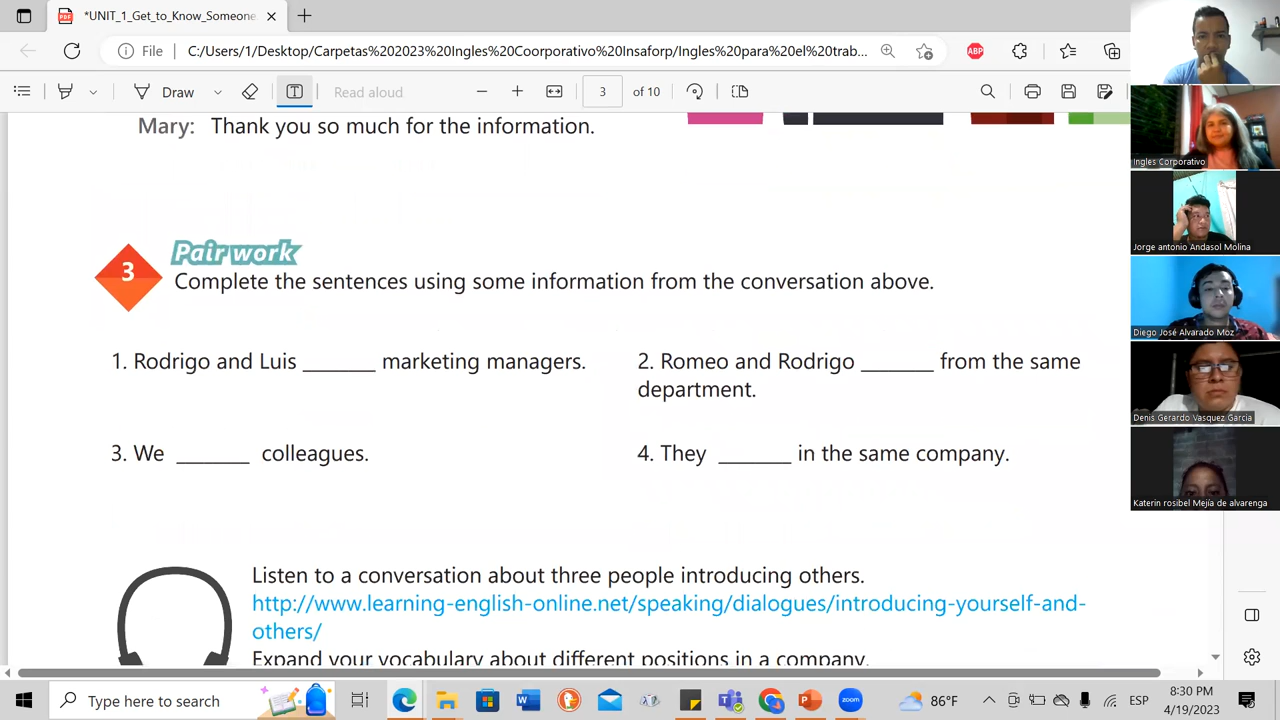 *UNIT_1_Get_to_Know_Someone.
File
C:/Users/1/Desktop/Carpetas%202023%20Ingles%20Coorporativo%20Insaforp/Ingles%20para%20el%20trab...
ABP
Draw
Read aloud
3
of 10
Mary: Thank you so much for the information.
Ingles Corporativo
Jorge antonio Andasol Molina
3
Pair work
Complete the sentences using some information from the conversation above.
Diego José Alvarado Moz
1. Rodrigo and Luis _______ marketing managers.
2. Romeo and Rodrigo _______ from the same
department.
Denis Gerardo Vasquez Garcia
3. We _______ colleagues.
4. They _______ in the same company.
Katerin rosibel Mejía de alvarenga
Listen to a conversation about three people introducing others.
http://www.learning-english-online.net/speaking/dialogues/introducing-yourself-and-
others/
Expand your vocabulary about different positions in a company.
Type here to search
86°F
ESP
8:30 PM
4/19/2023